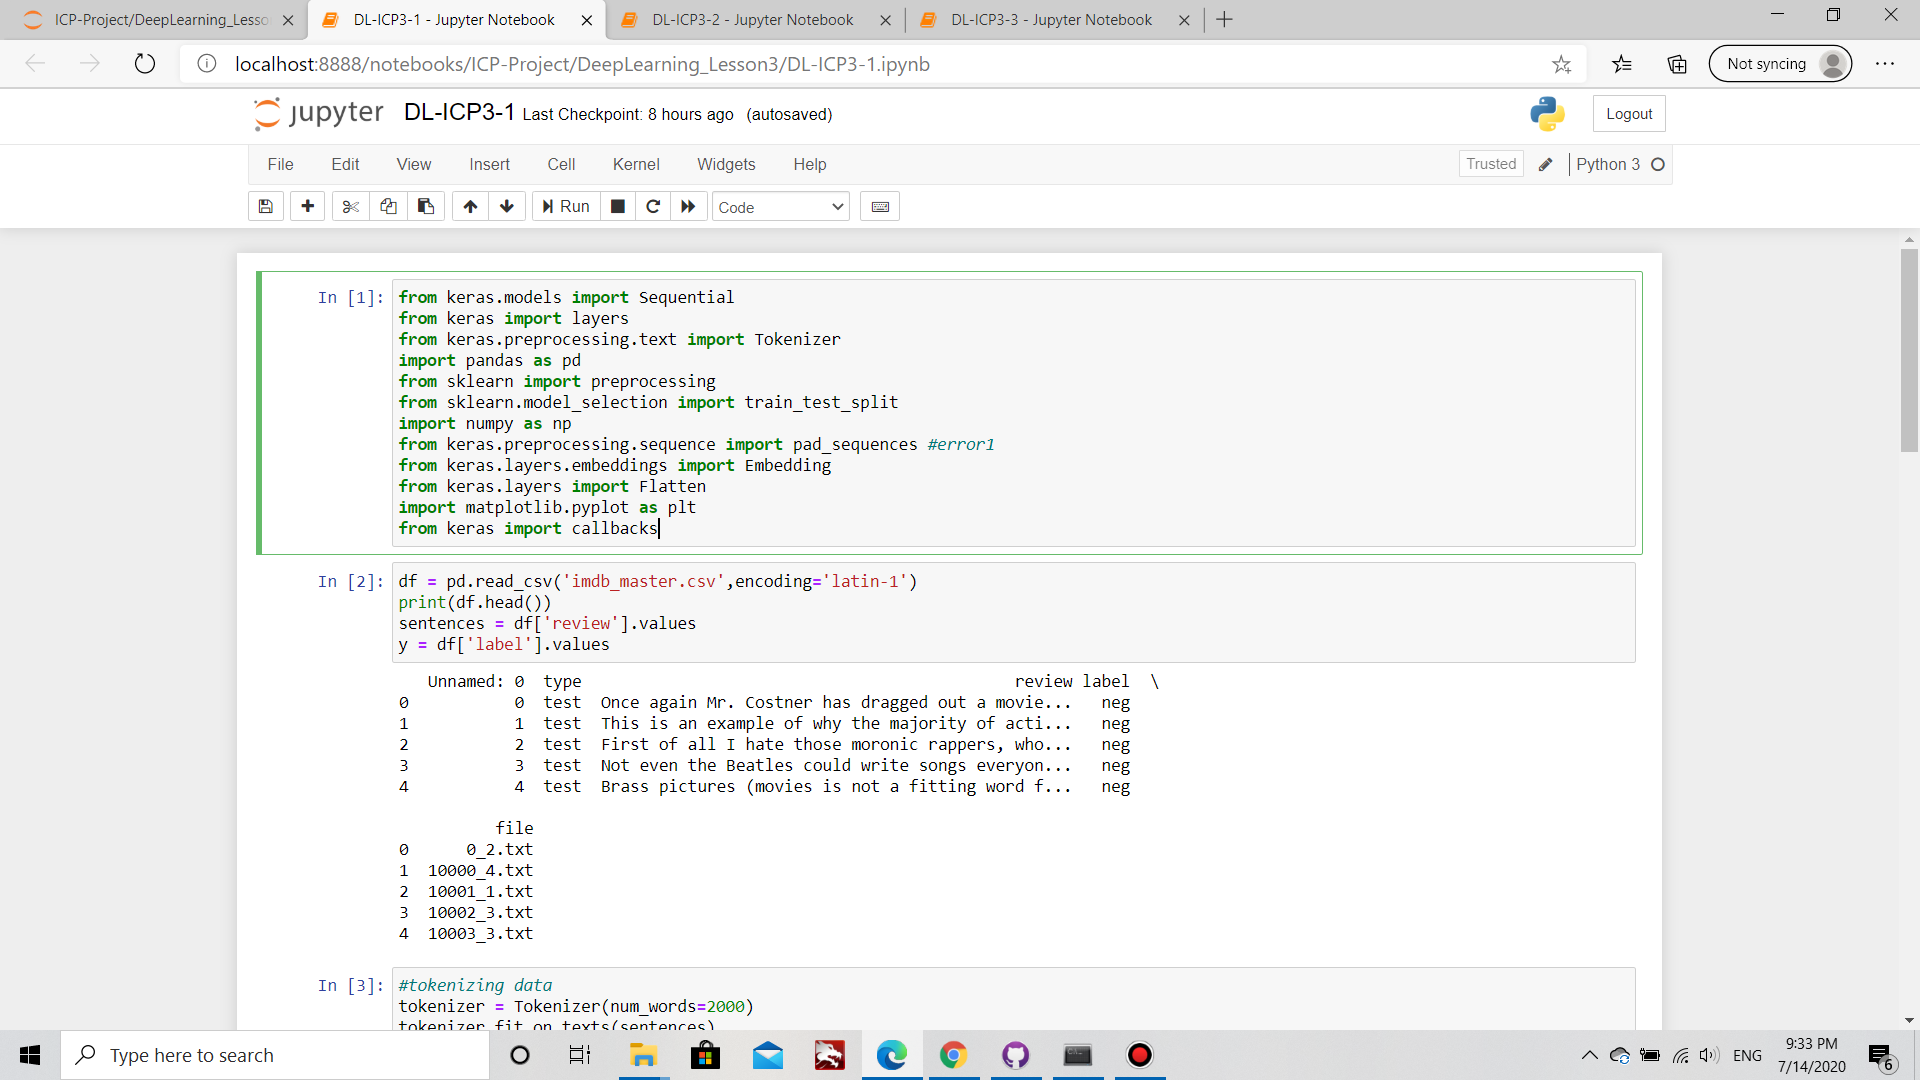 ICP-Project/DeepLearning_Lesso
DL-ICP3-1 - Jupyter Notebook
DL-ICP3-2 - Jupyter Notebook
DL-ICP3-3 - Jupyter Notebook
localhost:8888/notebooks/ICP-Project/DeepLearning_Lesson3/DL-ICP3-1.ipynb
Not syncing
jupyter DL-ICP3-1 Last Checkpoint: 8 hours ago (autosaved)
Logout
File Edit View Insert Cell Kernel Widgets Help
Trusted Python 3
Run Code
In [1]: from keras.models import Sequential
from keras import layers
from keras.preprocessing.text import Tokenizer
import pandas as pd
from sklearn import preprocessing
from sklearn.model_selection import train_test_split
import numpy as np
from keras.preprocessing.sequence import pad_sequences #error1
from keras.layers.embeddings import Embedding
from keras.layers import Flatten
import matplotlib.pyplot as plt
from keras import callbacks
In [2]: df = pd.read_csv('imdb_master.csv',encoding='latin-1')
print(df.head())
sentences = df['review'].values
y = df['label'].values
Unnamed: 0 type review label \
0 0 test Once again Mr. Costner has dragged out a movie... neg
1 1 test This is an example of why the majority of acti... neg
2 2 test First of all I hate those moronic rappers, who... neg
3 3 test Not even the Beatles could write songs everyon... neg
4 4 test Brass pictures (movies is not a fitting word f... neg
file
0 0_2.txt
1 10000_4.txt
2 10001_1.txt
3 10002_3.txt
4 10003_3.txt
In [3]: #tokenizing data
tokenizer = Tokenizer(num_words=2000)
tokenizer.fit_on_texts(sentences)
Type here to search
ENG
9:33 PM
7/14/2020
6